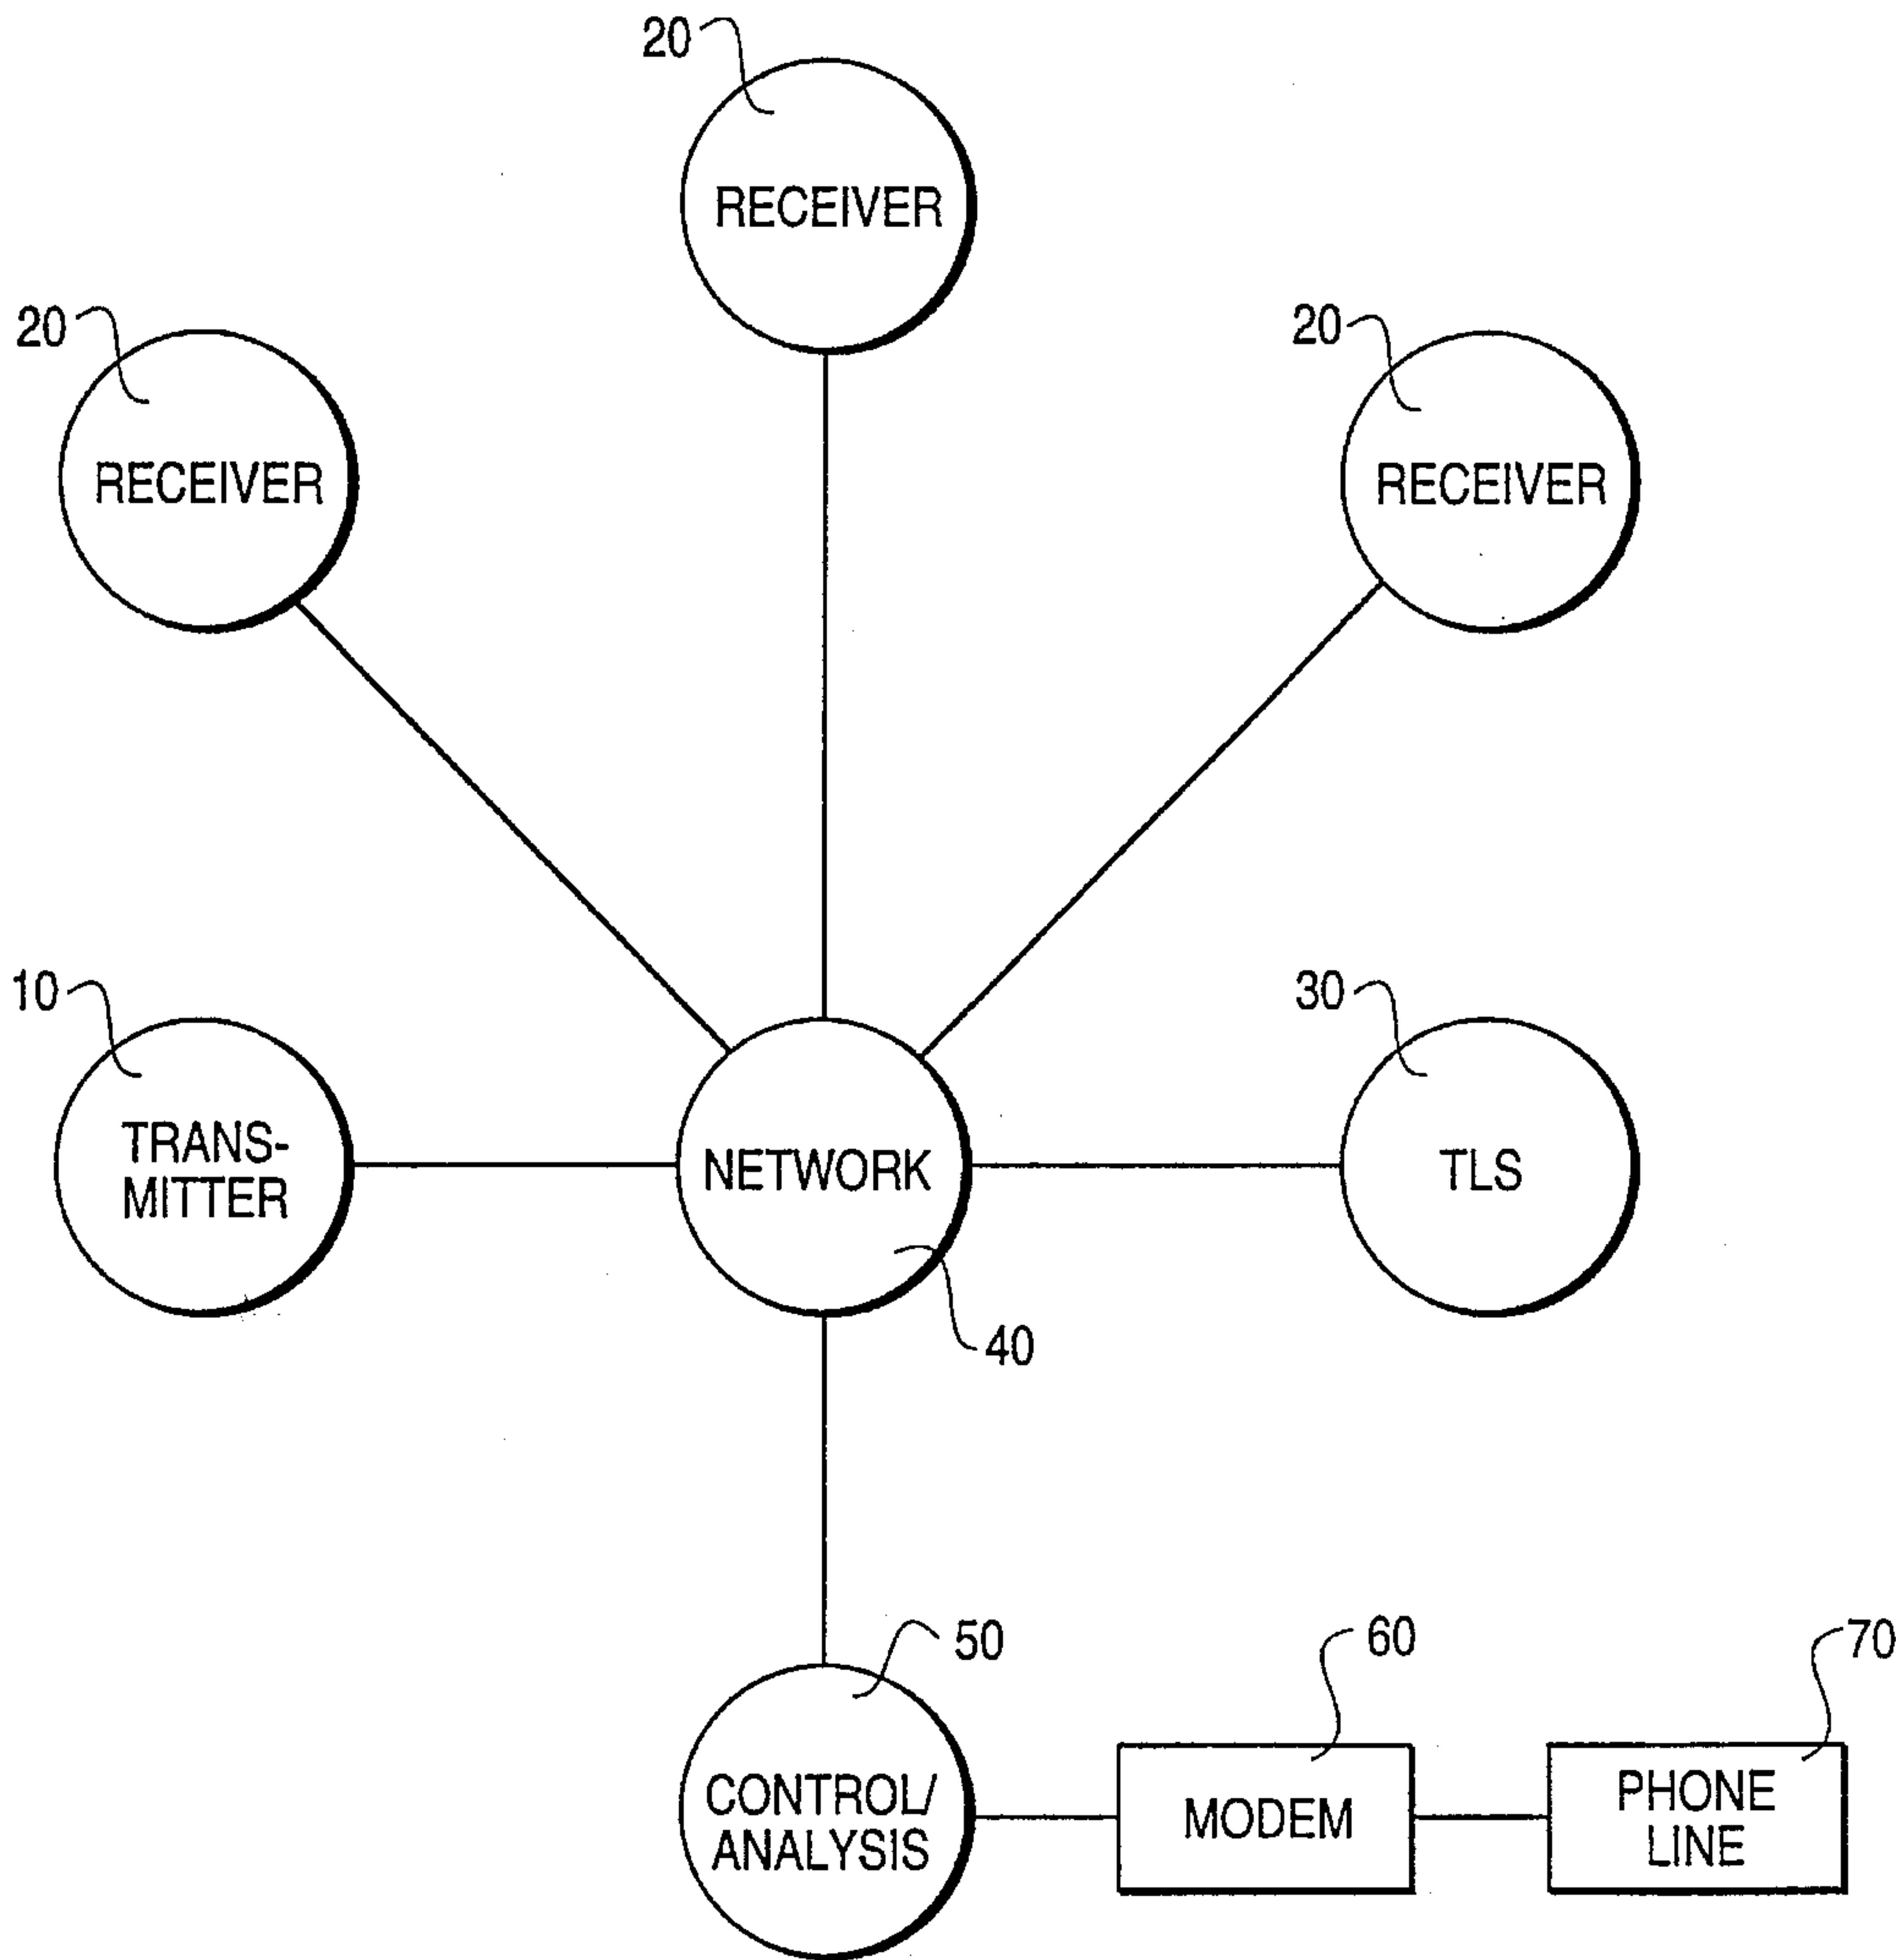 20
RECEIVER
20
RECEIVER
20
RECEIVER
10
TRANS-
MITTER
NETWORK
40
30
TLS
50
CONTROL/
ANALYSIS
60
MODEM
70
PHONE
LINE